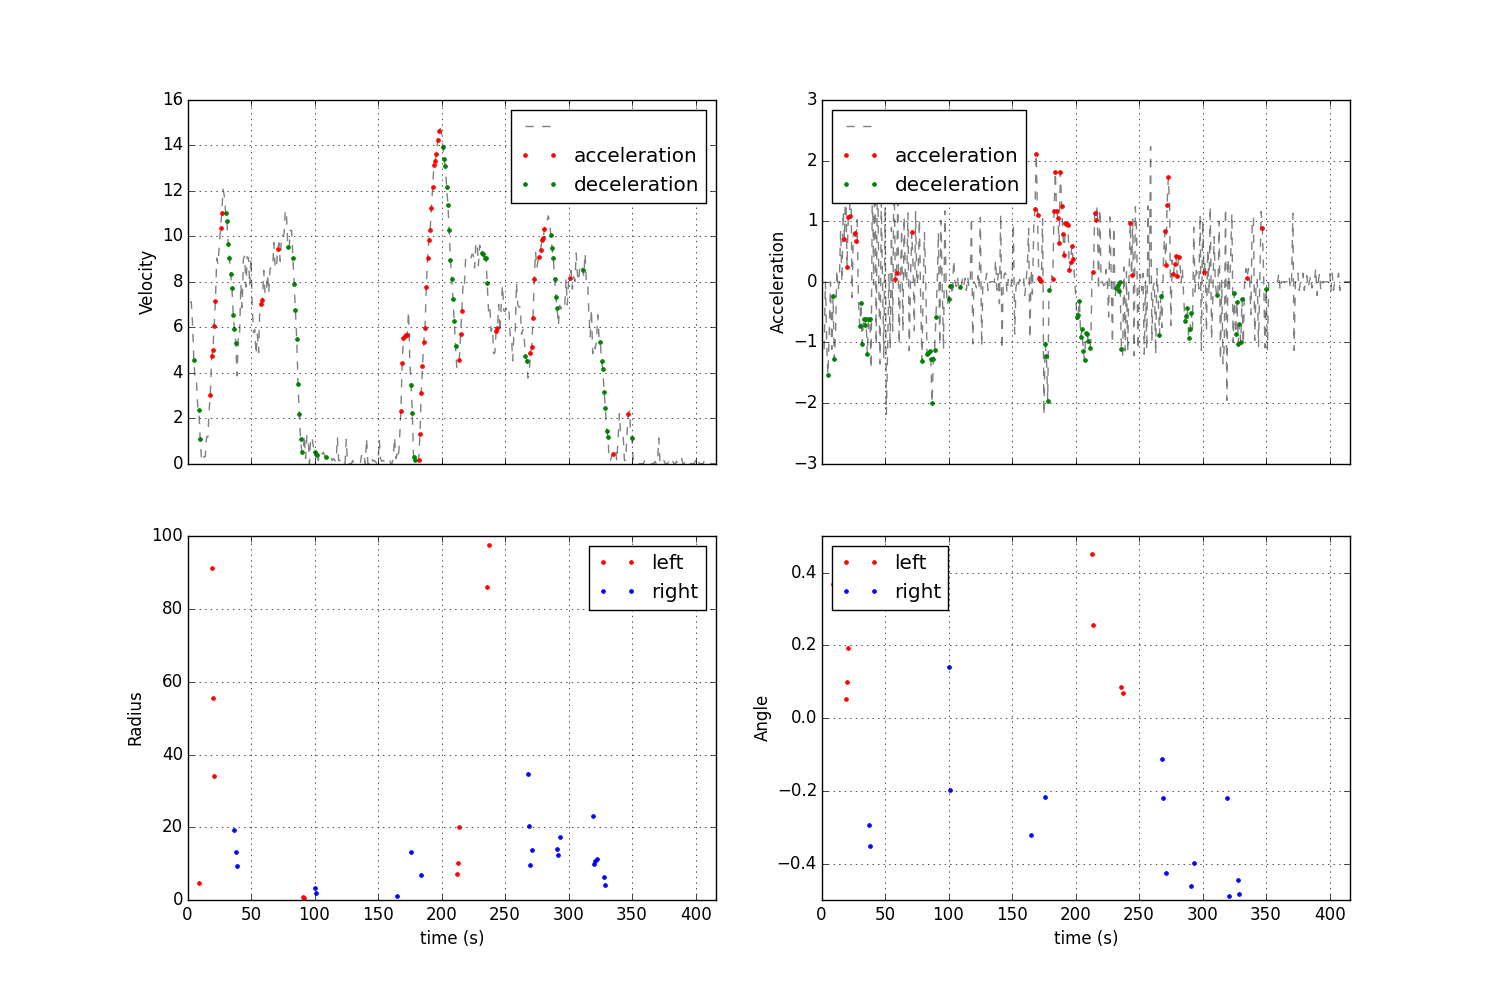 16
14
12
10
8
6
4
2
0
Velocity
acceleration
deceleration
3
2
1
0
−1
−2
−3
Acceleration
acceleration
deceleration
100
80
60
40
20
0
Radius
left
right
0 50 100 150 200 250 300 350 400
time (s)
0.4
0.2
0.0
−0.2
−0.4
Angle
left
right
0 50 100 150 200 250 300 350 400
time (s)